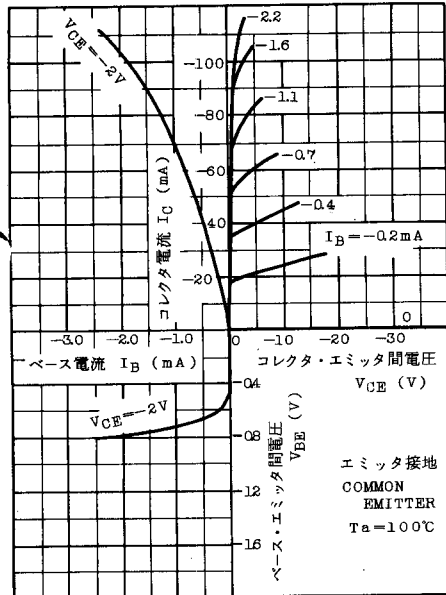 VCE=-2V
-100
-80
-60
-40
-20
コレクタ電流 IC (mA)
-2.2
-1.6
-1.1
-0.7
-0.4
IB=-0.2mA
0
-3.0
-2.0
-1.0
0
-10
-20
-30
ベース電流 IB (mA)
コレクタ・エミッタ間電圧
VCE (V)
VCE=-2V
-0.4
-0.8
-1.2
-1.6
ベース・エミッタ間電圧
VBE (V)
エミッタ接地
COMMON
EMITTER
Ta=100℃